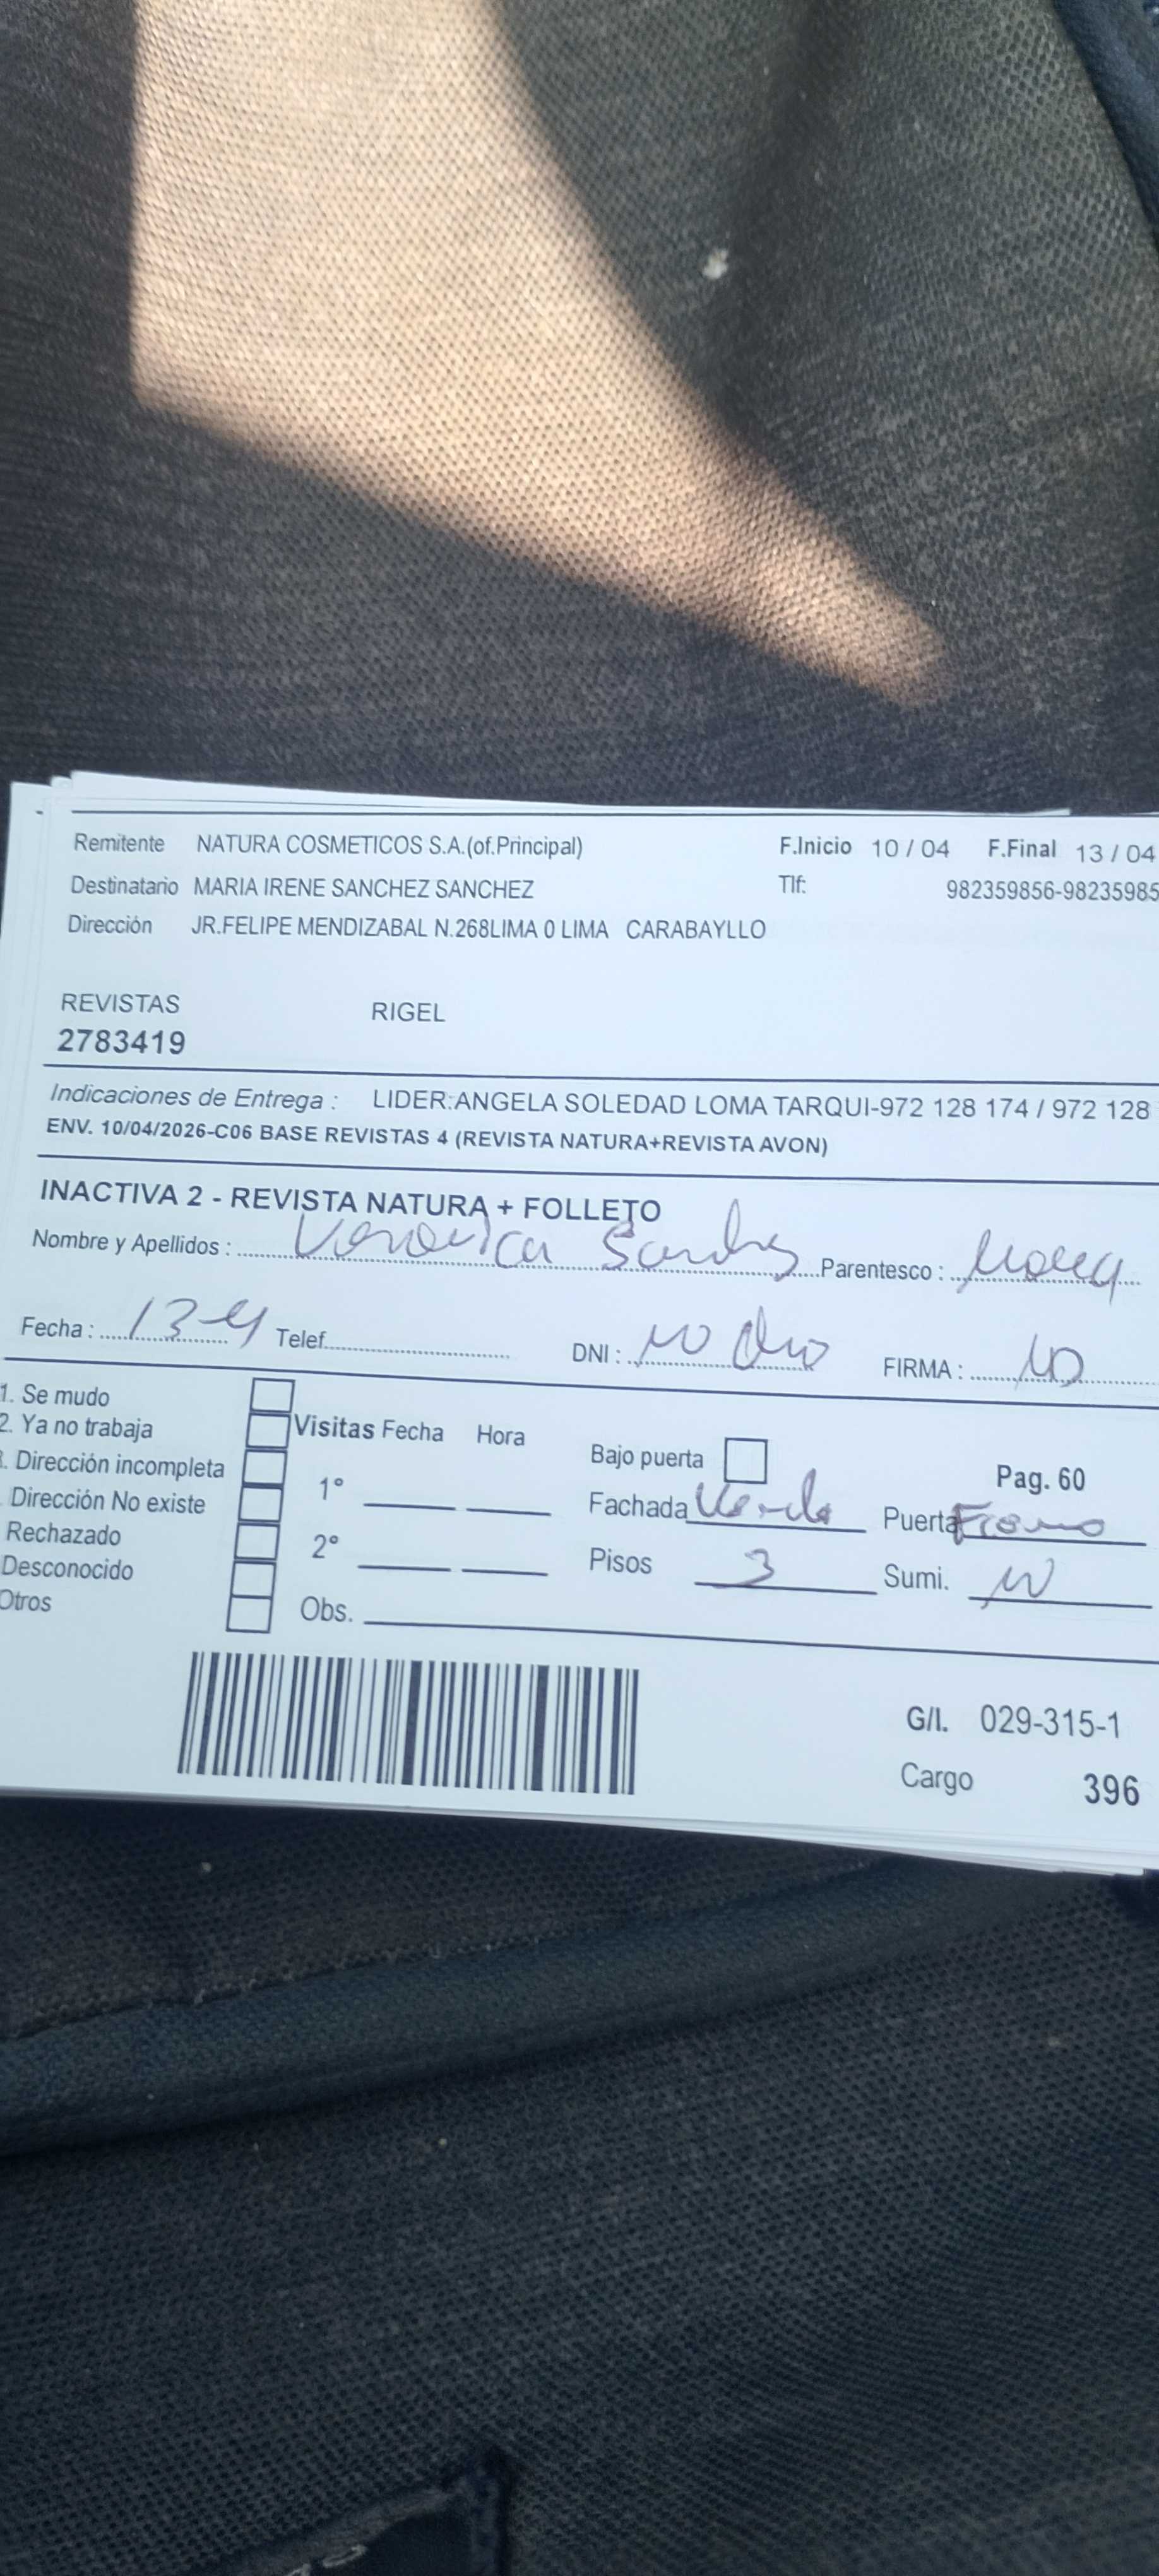 Remitente NATURA COSMETICOS S.A.(of.Principal) F.Inicio 10 / 04 F.Final 13 / 04
Destinatario MARIA IRENE SANCHEZ SANCHEZ Tlf: 982359856-98235985
Dirección JR.FELIPE MENDIZABAL N.268LIMA 0 LIMA CARABAYLLO
REVISTAS RIGEL
2783419
Indicaciones de Entrega : LIDER:ANGELA SOLEDAD LOMA TARQUI-972 128 174 / 972 128
ENV. 10/04/2026-C06 BASE REVISTAS 4 (REVISTA NATURA+REVISTA AVON)
INACTIVA 2 - REVISTA NATURA + FOLLETO
Nombre y Apellidos : Veronica Parentesco :
Fecha : 13-4 Telef. DNI : NO Dio FIRMA :
1. Se mudo
2. Ya no trabaja Visitas Fecha Hora Bajo puerta
. Dirección incompleta 1° Pag. 60
Dirección No existe Fachada Verde Puerta
Rechazado 2° Pisos 3 Sumi.
Desconocido
Otros Obs.
G/I. 029-315-1
Cargo 396